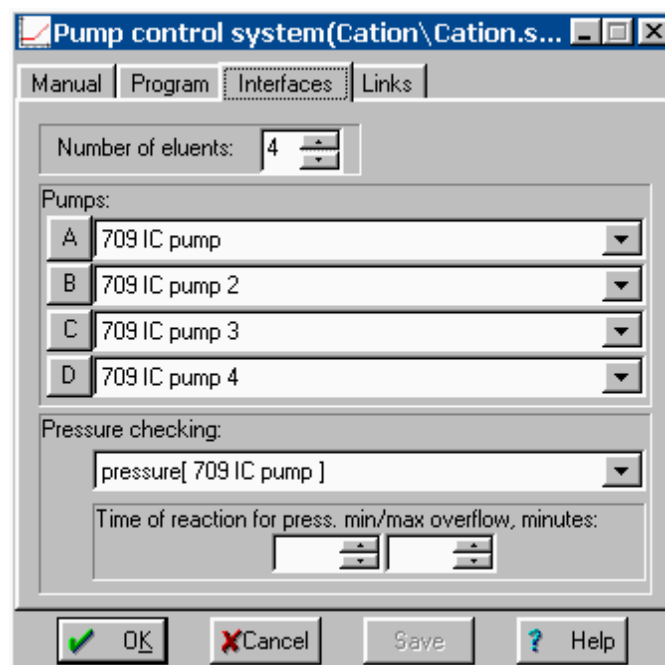 Pump control system(Cation\Cation.s...
Manual Program Interfaces Links
Number of eluents: 4
Pumps:
A 709 IC pump
B 709 IC pump 2
C 709 IC pump 3
D 709 IC pump 4
Pressure checking:
pressure[ 709 IC pump ]
Time of reaction for press. min/max overflow, minutes:
OK Cancel Save ? Help